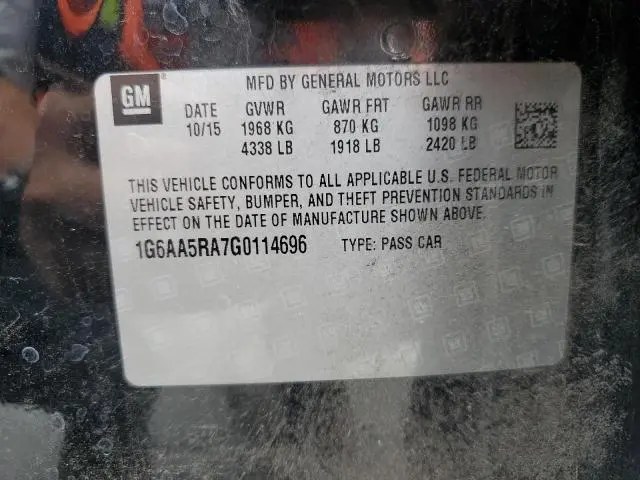 GM ® MFD BY GENERAL MOTORS LLC
DATE GVWR GAWR FRT GAWR RR
10/15 1968 KG 870 KG 1098 KG
4338 LB 1918 LB 2420 LB
THIS VEHICLE CONFORMS TO ALL APPLICABLE U.S. FEDERAL MOTOR
VEHICLE SAFETY, BUMPER, AND THEFT PREVENTION STANDARDS IN
EFFECT ON THE DATE OF MANUFACTURE SHOWN ABOVE.
1G6AA5RA7G0114696 TYPE: PASS CAR